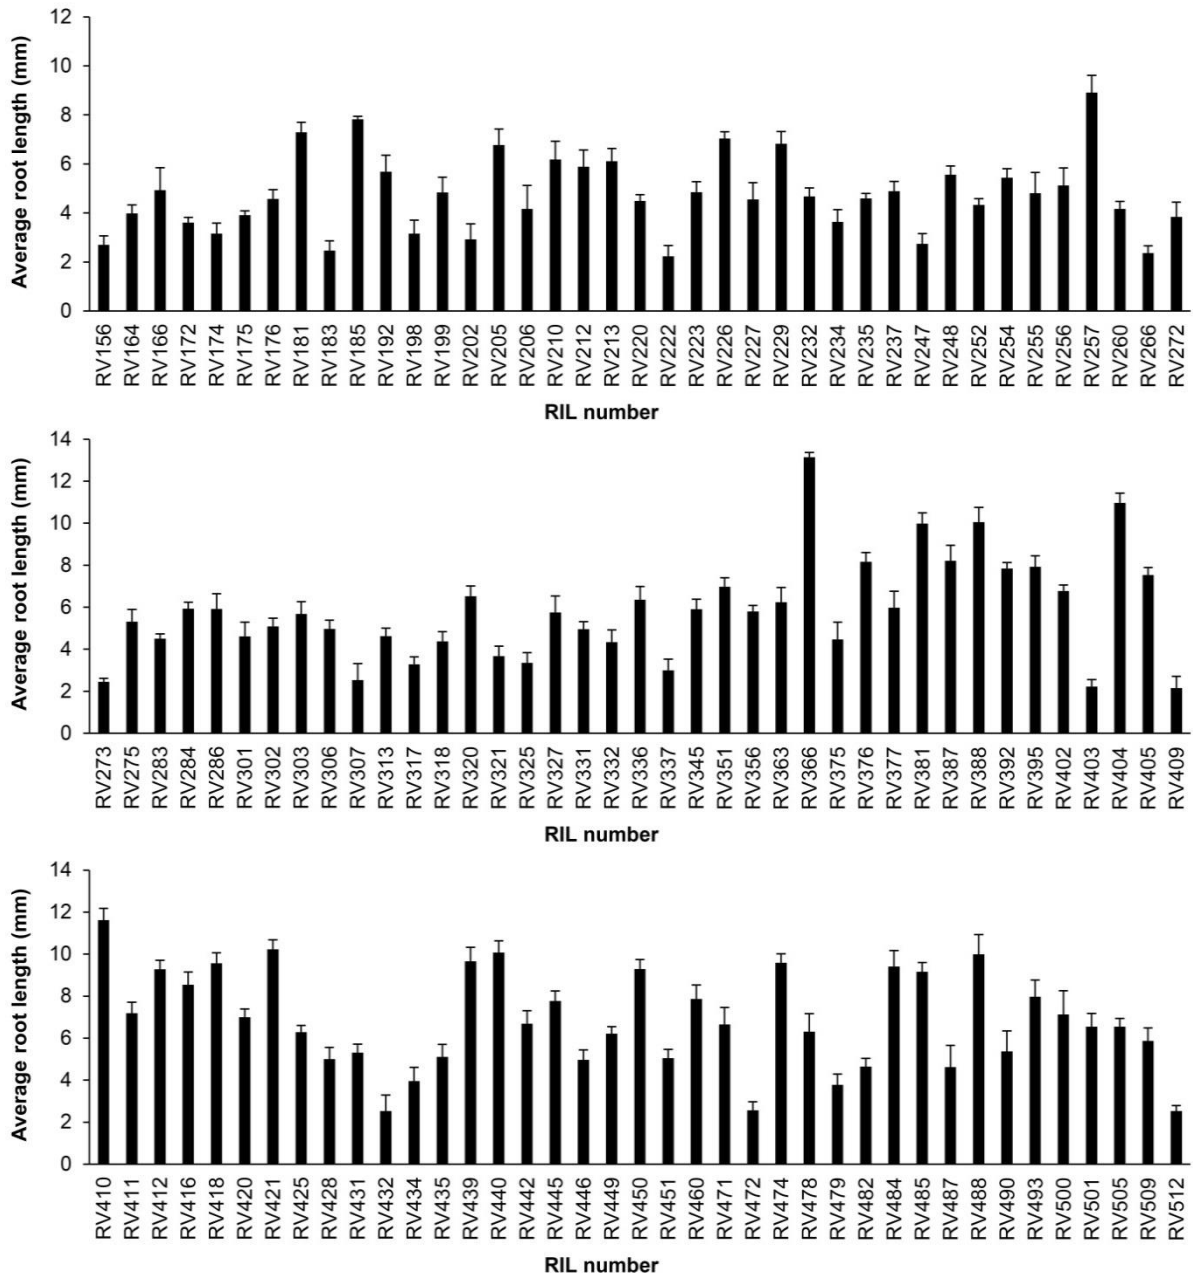 Average root length (mm)
12
10
8
6
4
2
0
RV156 RV164 RV166 RV172 RV174 RV175 RV176 RV181 RV183 RV185 RV192 RV198 RV199 RV202 RV205 RV206 RV210 RV212 RV213 RV220 RV222 RV223 RV226 RV227 RV229 RV232 RV234 RV235 RV237 RV247 RV248 RV252 RV254 RV255 RV256 RV257 RV260 RV266 RV272
RIL number
Average root length (mm)
14
12
10
8
6
4
2
0
RV273 RV275 RV283 RV284 RV286 RV301 RV302 RV303 RV306 RV307 RV313 RV317 RV318 RV320 RV321 RV325 RV327 RV331 RV332 RV336 RV337 RV345 RV351 RV356 RV363 RV366 RV375 RV376 RV377 RV381 RV387 RV388 RV392 RV395 RV402 RV403 RV404 RV405 RV409
RIL number
Average root length (mm)
14
12
10
8
6
4
2
0
RV410 RV411 RV412 RV416 RV418 RV420 RV421 RV425 RV428 RV431 RV432 RV434 RV435 RV439 RV440 RV442 RV445 RV446 RV449 RV450 RV451 RV460 RV471 RV472 RV474 RV478 RV479 RV482 RV484 RV485 RV487 RV488 RV490 RV493 RV500 RV501 RV505 RV509 RV512
RIL number